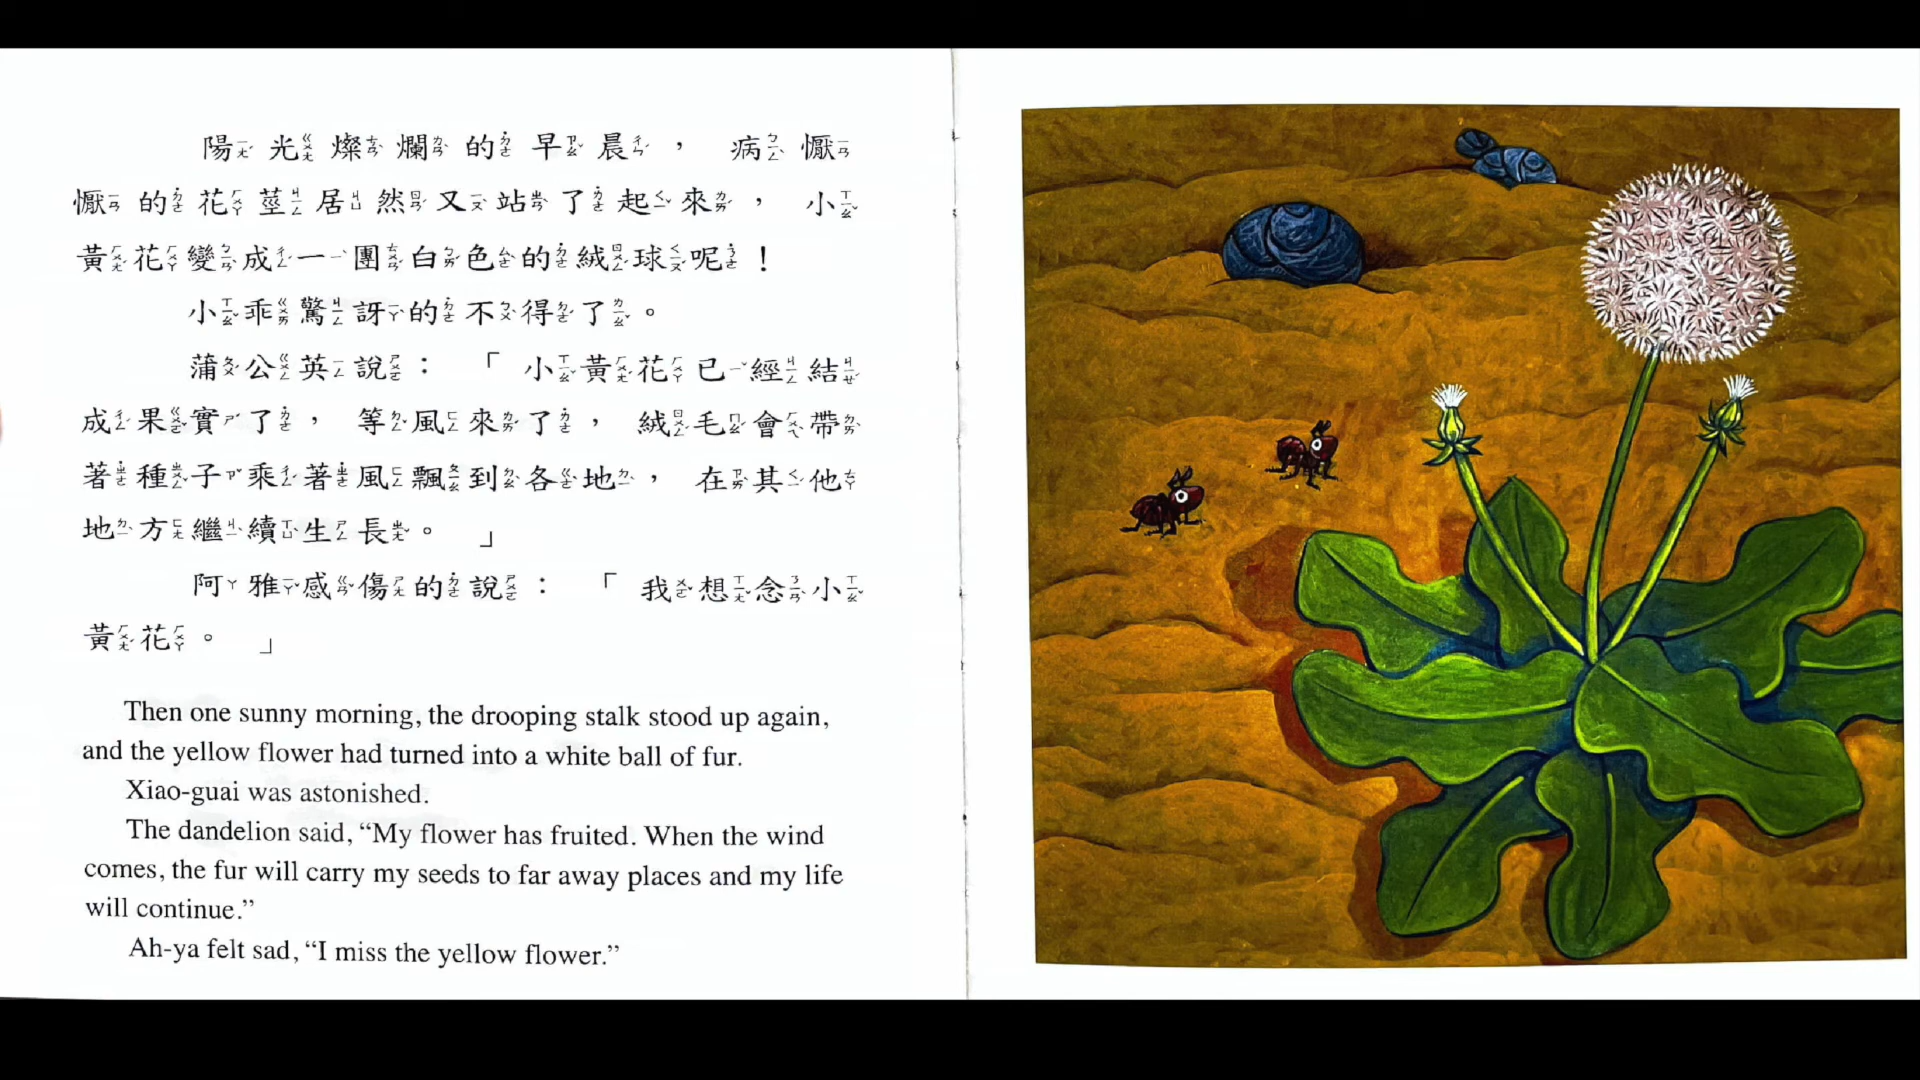 陽光燦爛的早晨，病懨
懨的花莖居然又站了起來，小
黃花變成一團白色的絨球呢！
小乖驚訝的不得了。
蒲公英說：「小黃花已經結
成果實了，等風來了，絨毛會帶
著種子乘著風飄到各地，在其他
地方繼續生長。」
阿雅感傷的說：「我想念小
黃花。」
Then one sunny morning, the drooping stalk stood up again,
and the yellow flower had turned into a white ball of fur.
Xiao-guai was astonished.
The dandelion said, “My flower has fruited. When the wind
comes, the fur will carry my seeds to far away places and my life
will continue.”
Ah-ya felt sad, “I miss the yellow flower.”